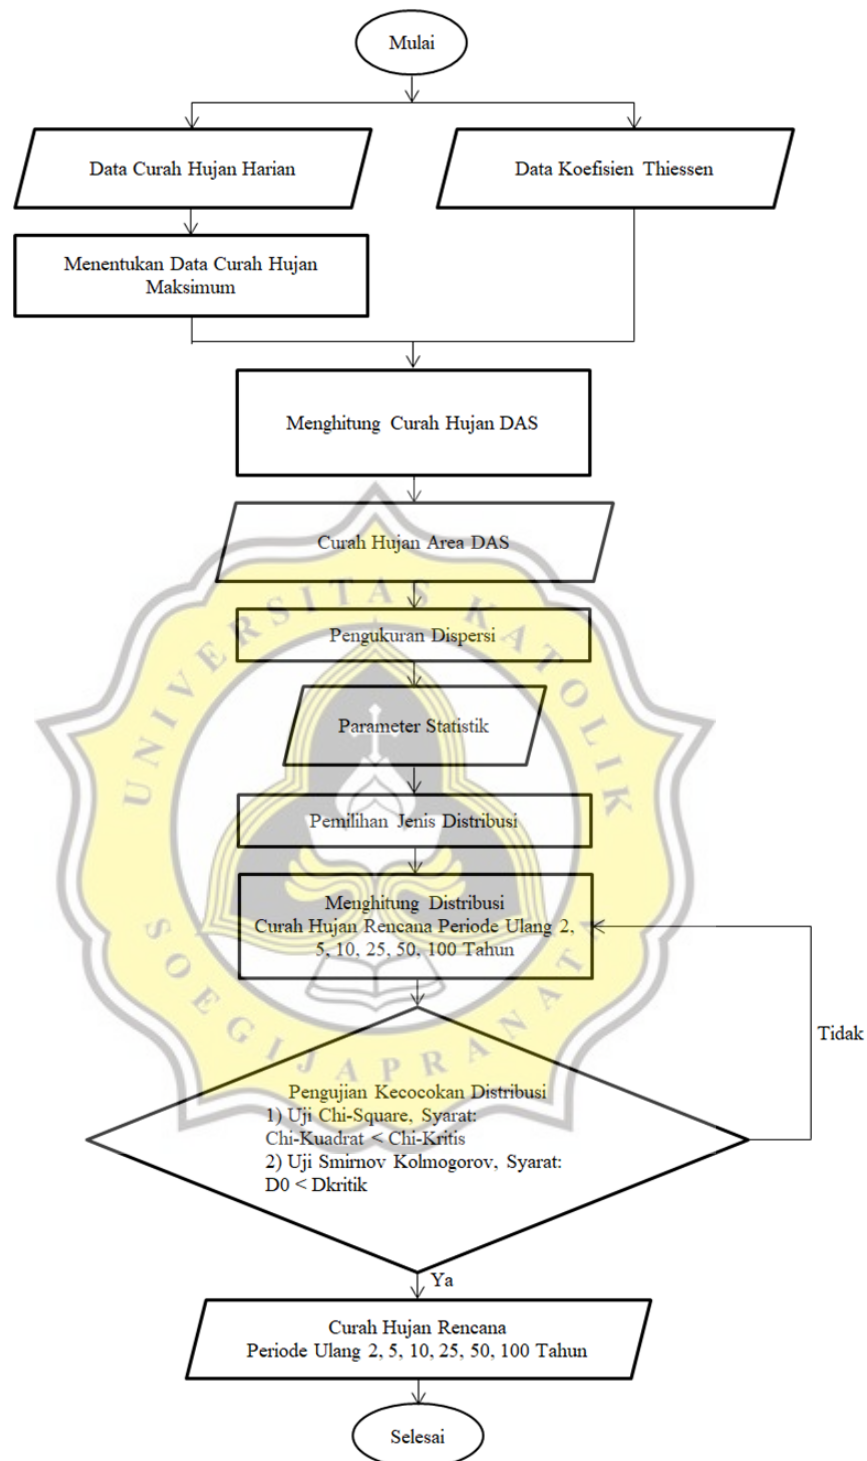 Mulai
Data Curah Hujan Harian
Data Koefisien Thiessen
Menentukan Data Curah Hujan
Maksimum
Menghitung Curah Hujan DAS
Curah Hujan Area DAS
Pengukuran Dispersi
Parameter Statistik
Pemilihan Jenis Distribusi
Menghitung Distribusi
Curah Hujan Rencana Periode Ulang 2,
5, 10, 25, 50, 100 Tahun
Tidak
Pengujian Kecocokan Distribusi
1) Uji Chi-Square, Syarat:
Chi-Kuadrat < Chi-Kritis
2) Uji Smirnov Kolmogorov, Syarat:
D0 < Dkritik
Ya
Curah Hujan Rencana
Periode Ulang 2, 5, 10, 25, 50, 100 Tahun
Selesai
UNIVERSITAS KATOLIK
SOEGIJAPRANATA